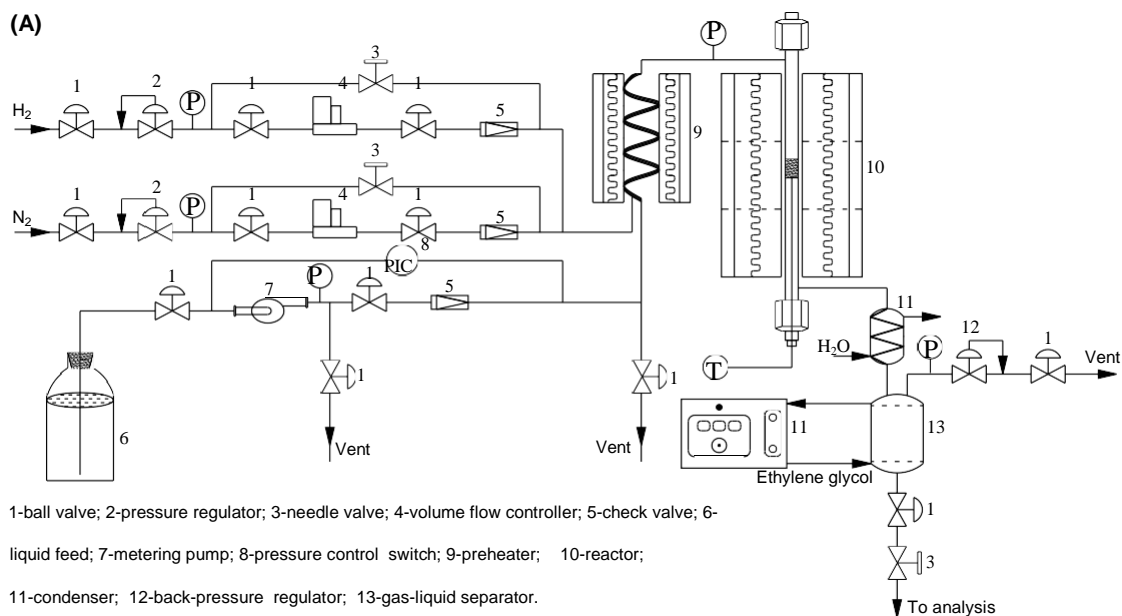 (A)
3
1
2
1
4
1
H₂
P
5
P
3
1
2
1
4
1
N₂
P
5
8
9
10
PIC
1
7
P
1
5
11
12
1
H₂O
P
Vent
T
1
1
6
11
13
Vent
Vent
Ethylene glycol
1
3
To analysis
1-ball valve; 2-pressure regulator; 3-needle valve; 4-volume flow controller; 5-check valve; 6-
liquid feed; 7-metering pump; 8-pressure control switch; 9-preheater; 10-reactor;
11-condenser; 12-back-pressure regulator; 13-gas-liquid separator.